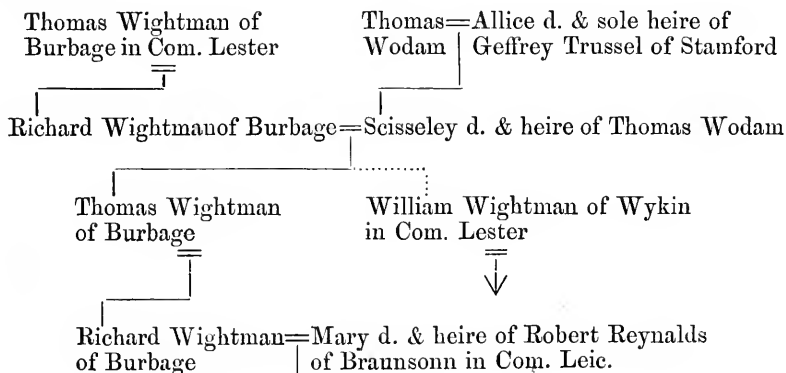 Thomas Wightman of
Burbage in Com. Lester
Thomas=Allice d. & sole heire of
Wodam Geffrey Trussel of Stamford
Richard Wightmauof Burbage=Scisseley d. & heire of Thomas Wodam
Thomas Wightman
of Burbage
William Wightman of Wykin
in Com. Lester
Richard Wightman=Mary d. & heire of Robert Reynalds
of Burbage of Braunsonn in Com. Leic.